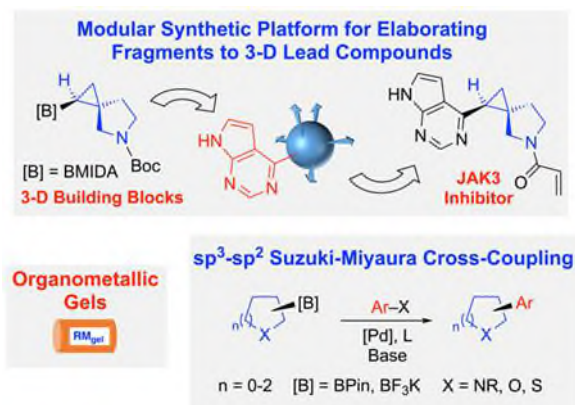 Modular Synthetic Platform for Elaborating
Fragments to 3-D Lead Compounds
H
[B]
N
Boc
[B] = BMIDA
3-D Building Blocks
HN
N
N
H
HN
N
N
N
O
JAK3
Inhibitor
Organometallic
Gels
RMgel
sp³-sp² Suzuki-Miyaura Cross-Coupling
[B]
n
X
Ar–X
[Pd], L
Base
Ar
n
X
n = 0-2 [B] = BPin, BF₃K X = NR, O, S